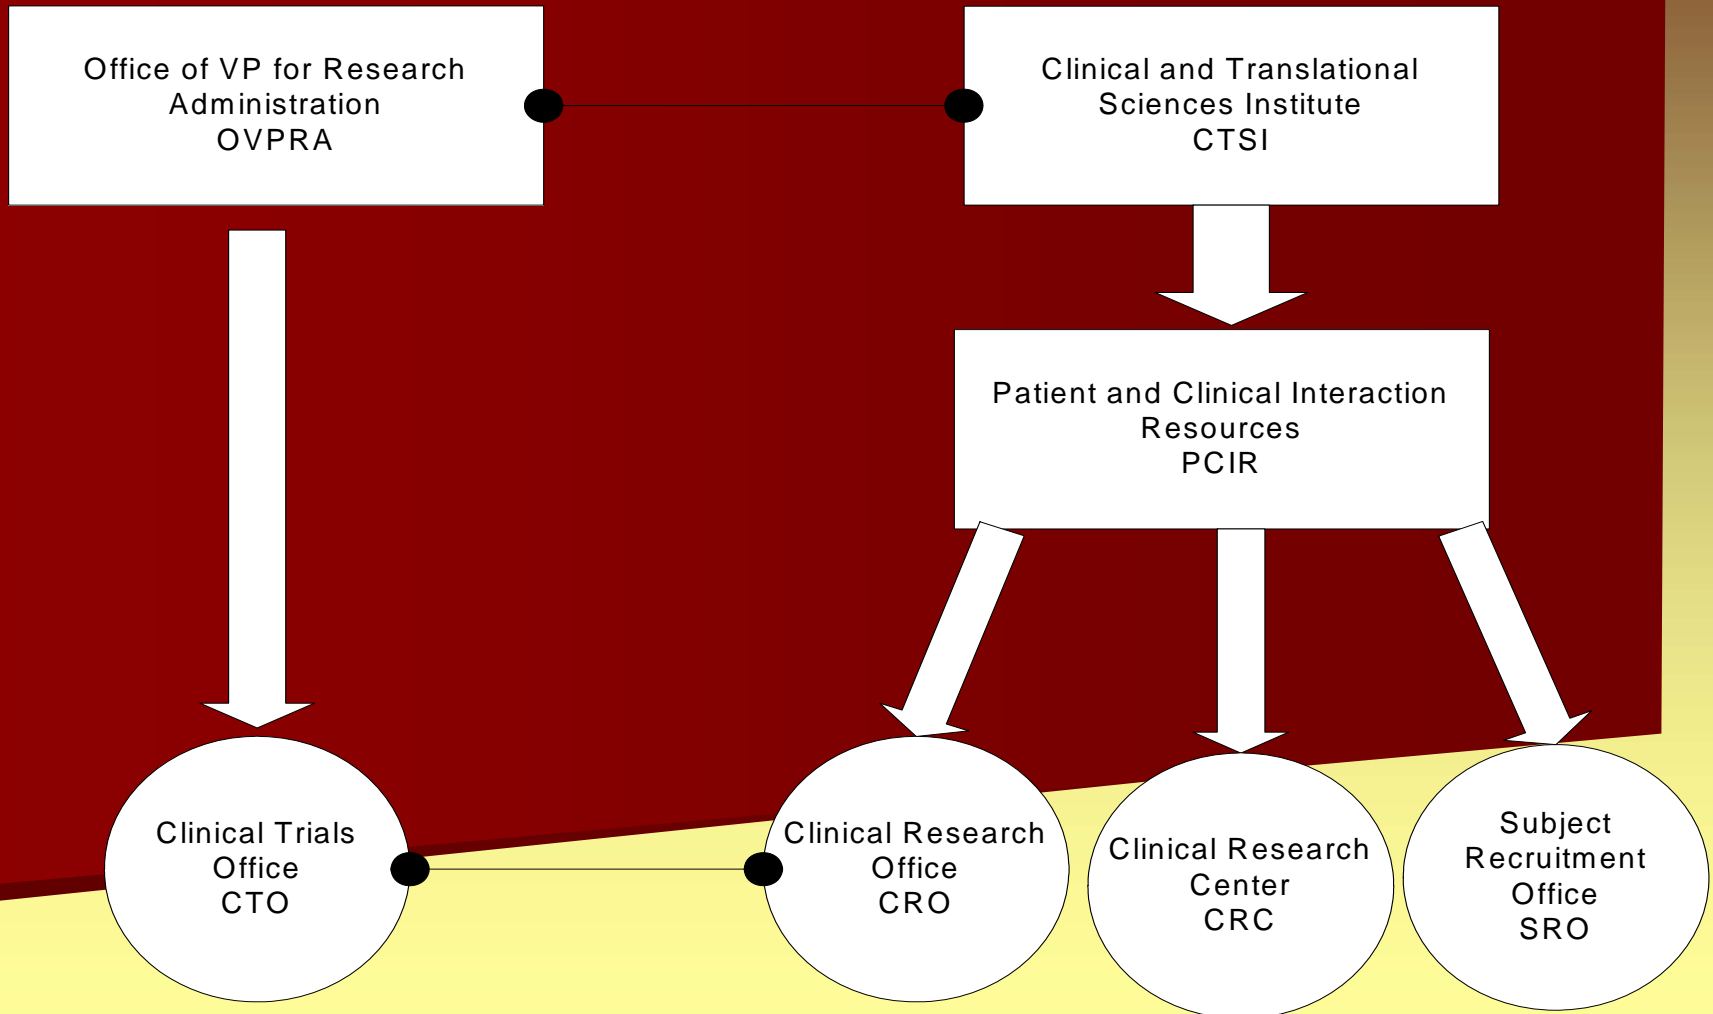 Office of VP for Research
Administration
OVPRA
Clinical and Translational
Sciences Institute
CTSI
Patient and Clinical Interaction
Resources
PCIR
Clinical Trials
Office
CTO
Clinical Research
Office
CRO
Clinical Research
Center
CRC
Subject
Recruitment
Office
SRO